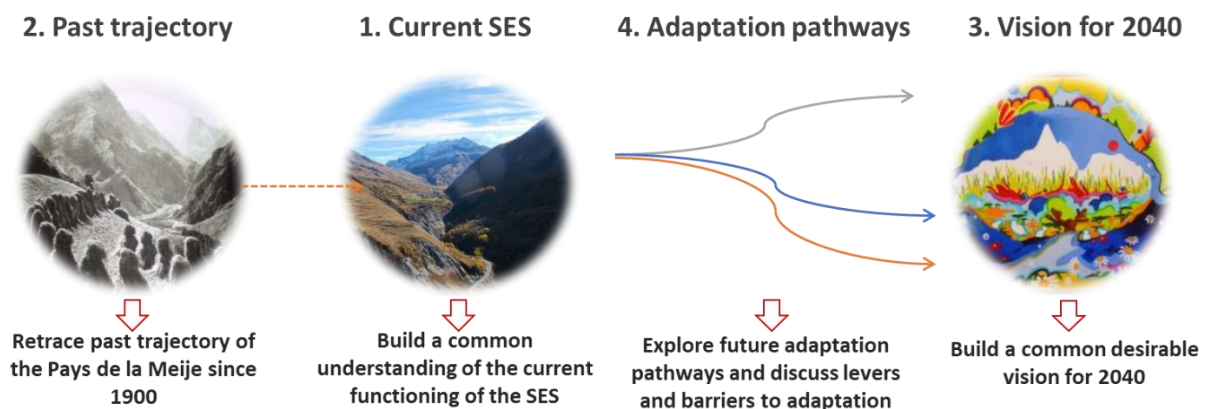 2. Past trajectory
1. Current SES
4. Adaptation pathways
3. Vision for 2040
Retrace past trajectory of
the Pays de la Meije since
1900
Build a common
understanding of the current
functioning of the SES
Explore future adaptation
pathways and discuss levers
and barriers to adaptation
Build a common desirable
vision for 2040